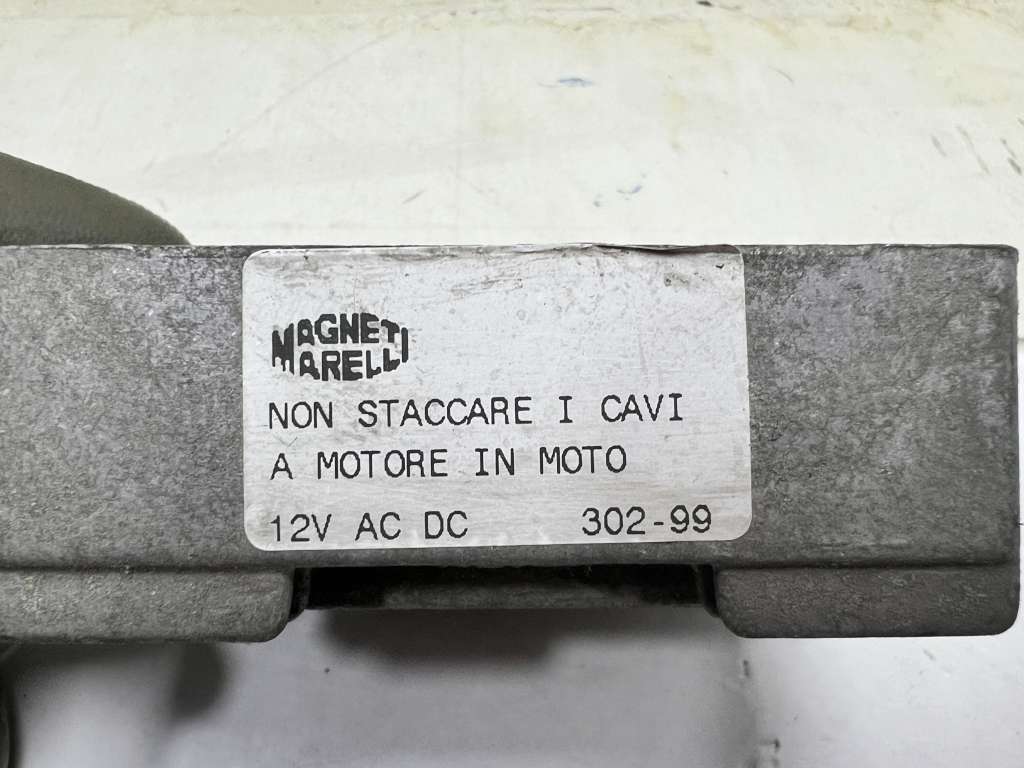 MAGNETI
MARELLI
NON STACCARE I CAVI
A MOTORE IN MOTO
12V AC DC 302-99